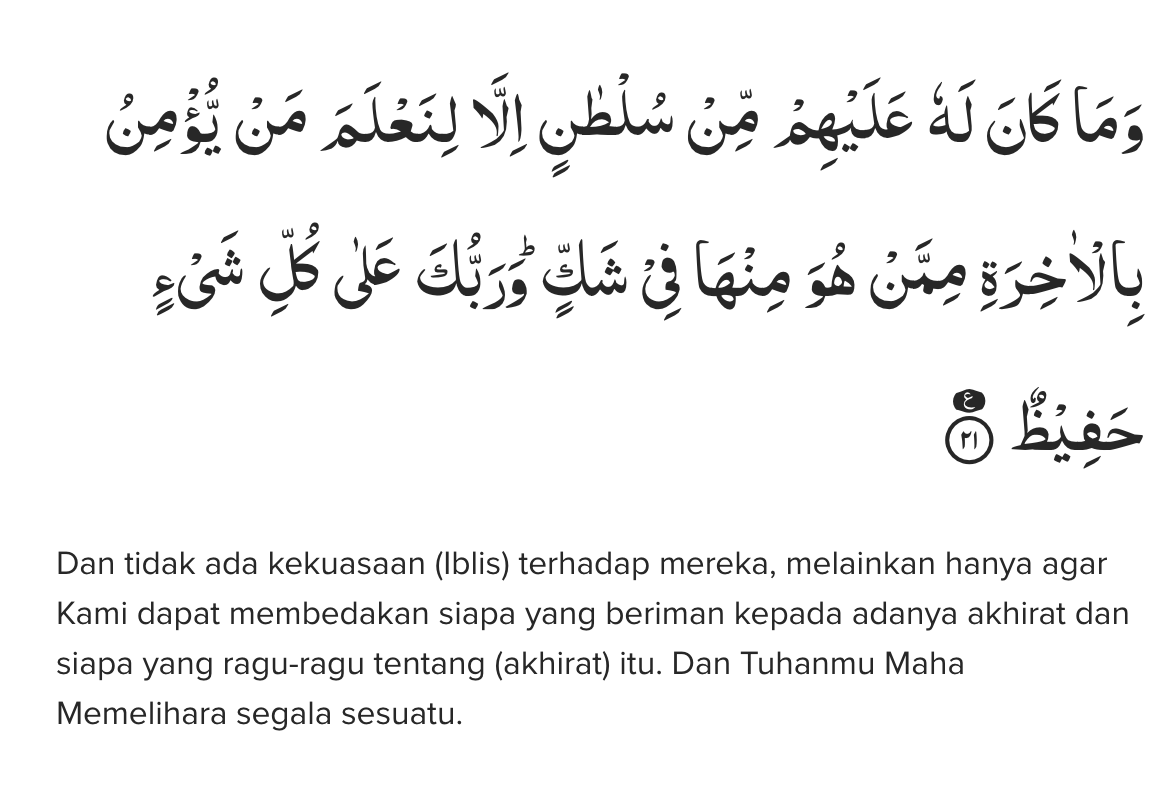 وَمَا كَانَ لَهٗ عَلَيْهِمْ مِّنْ سُلْطٰنٍ اِلَّا لِنَعْلَمَ مَنْ يُّؤْمِنُ
بِالْاٰخِرَةِ مِمَّنْ هُوَ مِنْهَا فِيْ شَكٍّ ۗوَرَبُّكَ عَلٰى كُلِّ شَيْءٍ
حَفِيْظٌ ࣖ ٢١
Dan tidak ada kekuasaan (Iblis) terhadap mereka, melainkan hanya agar
Kami dapat membedakan siapa yang beriman kepada adanya akhirat dan
siapa yang ragu-ragu tentang (akhirat) itu. Dan Tuhanmu Maha
Memelihara segala sesuatu.